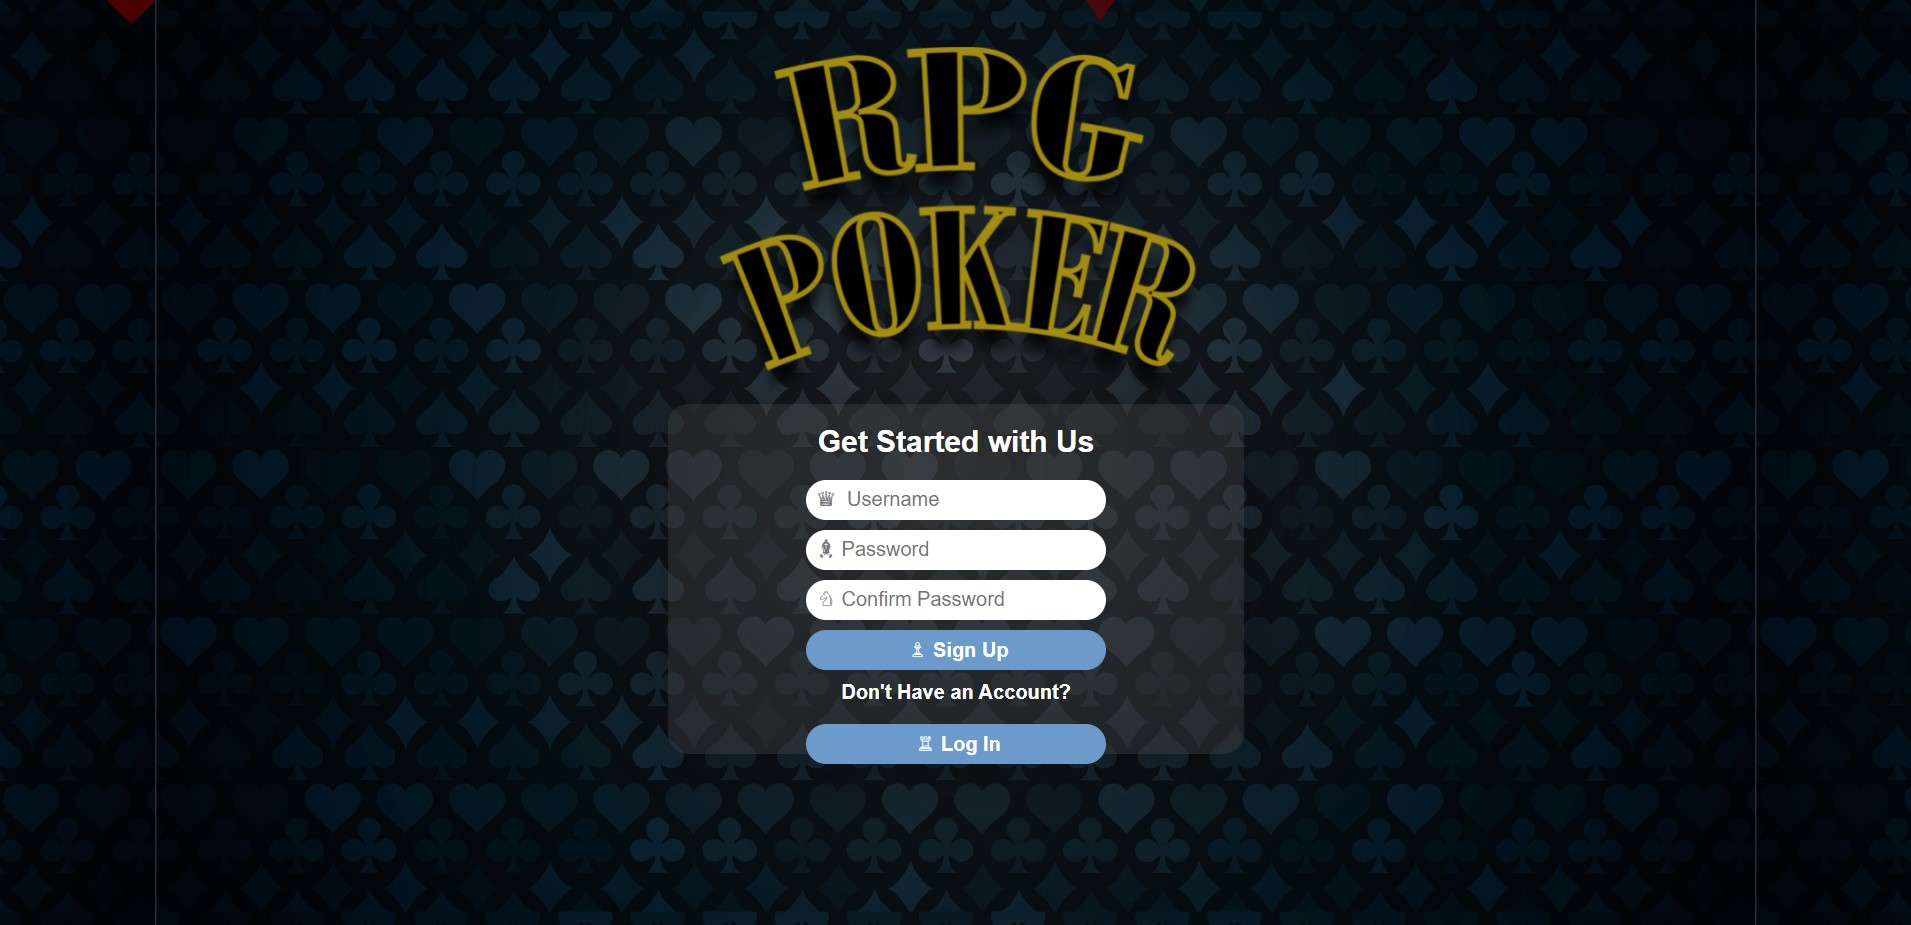 RPG
POKER
Get Started with Us
♕ Username
♝ Password
♘ Confirm Password
♗ Sign Up
Don't Have an Account?
♖ Log In